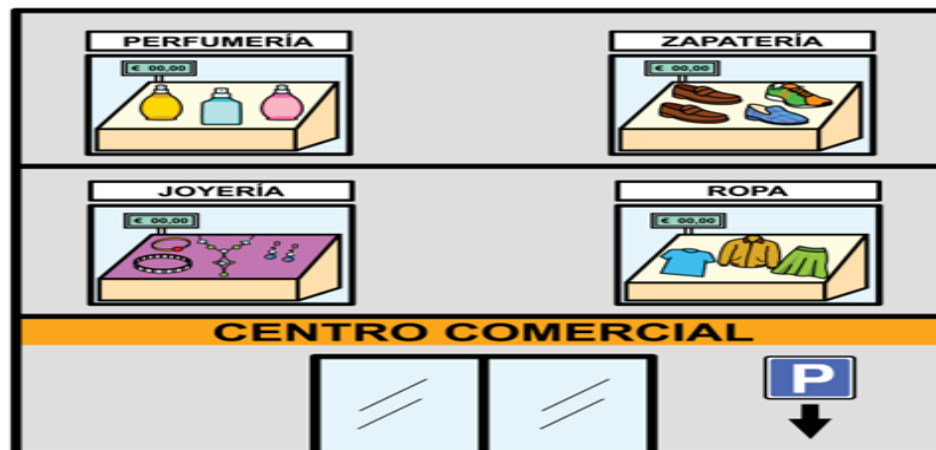 PERFUMERÍA
ZAPATERÍA
€ 00,00
€ 00,00
JOYERÍA
ROPA
€ 00,00
€ 00,00
CENTRO COMERCIAL
P